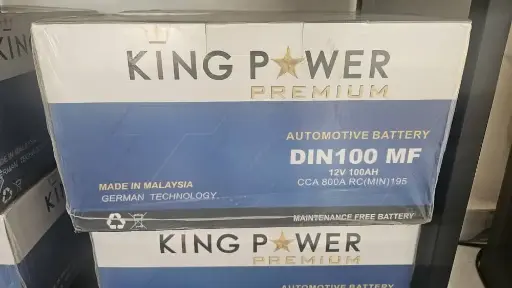 KING POWER
PREMIUM
AUTOMOTIVE BATTERY
DIN100 MF
12V 100AH
CCA 800A RC(MIN)195
MADE IN MALAYSIA
GERMAN TECHNOLOGY
MAINTENANCE FREE BATTERY
KING POWER
PREMIUM
AUTOMOTIVE BATTERY